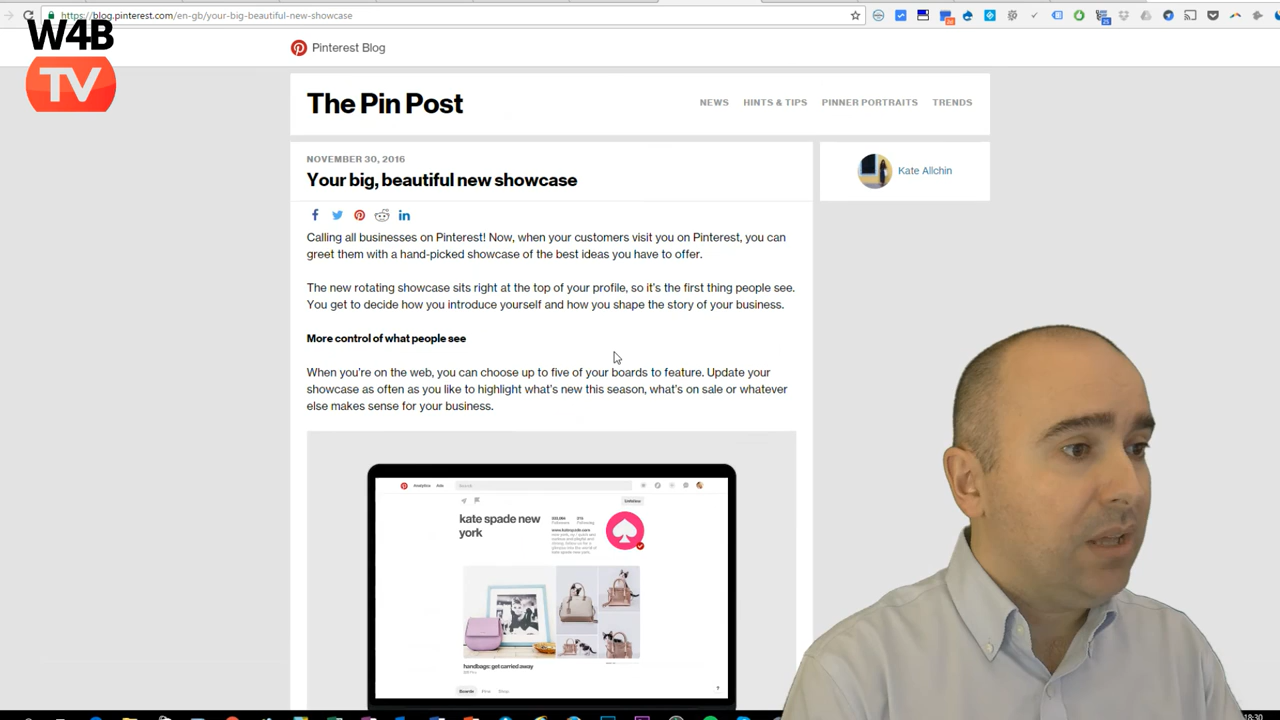 https://blog.pinterest.com/en-gb/your-big-beautiful-new-showcase
W4B
TV
Pinterest Blog
The Pin Post
NEWS HINTS & TIPS PINNER PORTRAITS TRENDS
NOVEMBER 30, 2016
Your big, beautiful new showcase
Kate Allchin
Calling all businesses on Pinterest! Now, when your customers visit you on Pinterest, you can
greet them with a hand-picked showcase of the best ideas you have to offer.
The new rotating showcase sits right at the top of your profile, so it's the first thing people see.
You get to decide how you introduce yourself and how you shape the story of your business.
More control of what people see
When you're on the web, you can choose up to five of your boards to feature. Update your
showcase as often as you like to highlight what's new this season, what's on sale or whatever
else makes sense for your business.
Analytics Ads Search
kate spade new
york
handbags: get carried away
Boards Pins
18:30